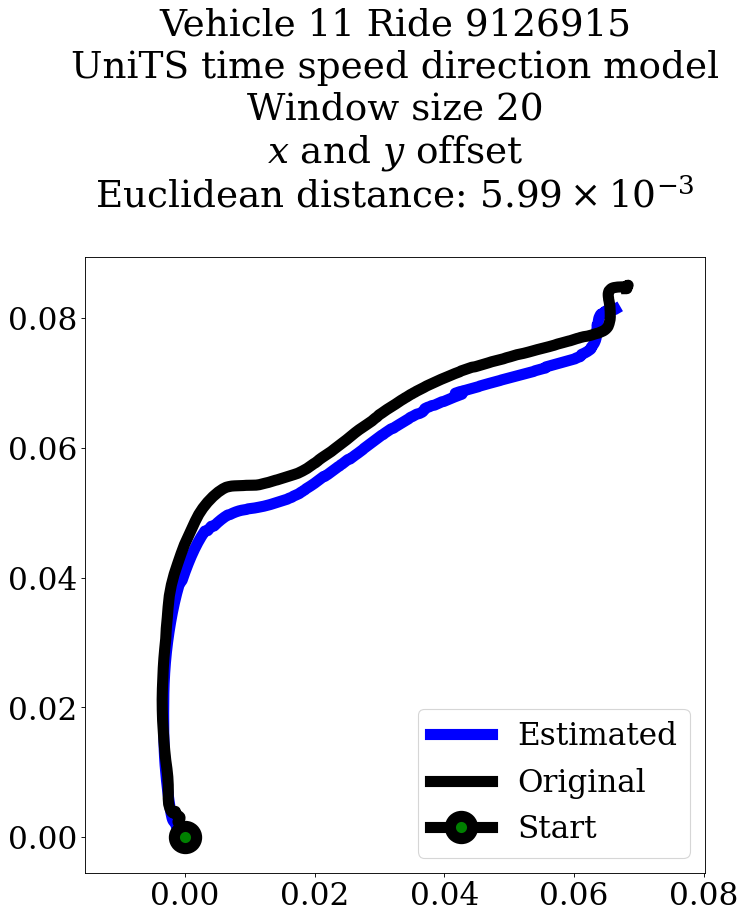 Vehicle 11 Ride 9126915
UniTS time speed direction model
Window size 20
x and y offset
Euclidean distance: 5.99 × 10⁻³
0.08
0.06
0.04
0.02
0.00
Estimated
Original
Start
0.00 0.02 0.04 0.06 0.08